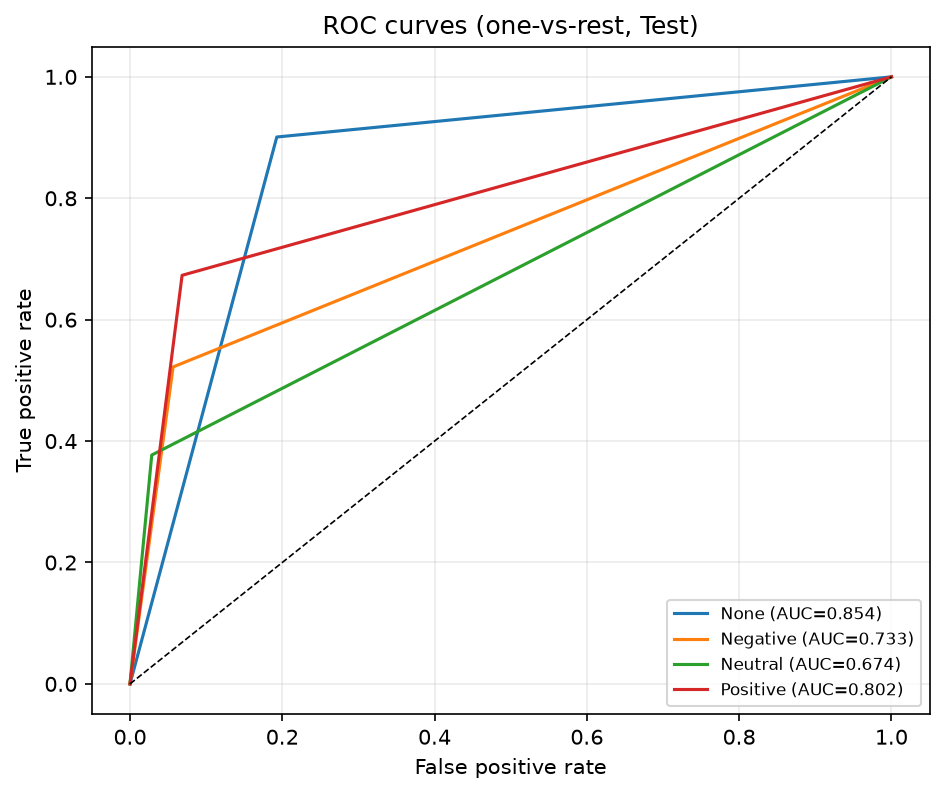 ROC curves (one-vs-rest, Test)
1.0
0.8
0.6
0.4
0.2
0.0
True positive rate
None (AUC=0.854)
Negative (AUC=0.733)
Neutral (AUC=0.674)
Positive (AUC=0.802)
0.0 0.2 0.4 0.6 0.8 1.0
False positive rate